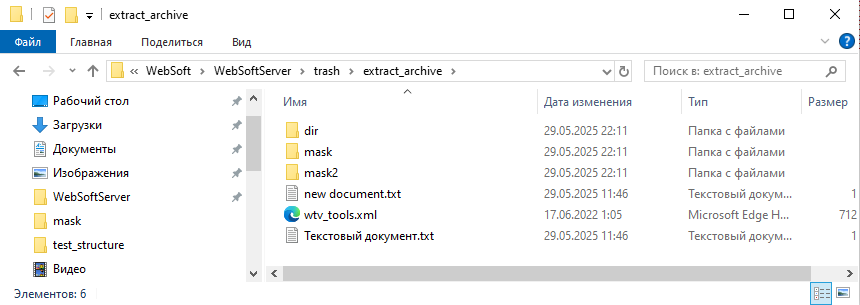 extract_archive
Файл Главная Поделиться Вид
« WebSoft > WebSoftServer > trash > extract_archive > Поиск в: extract_archive
Рабочий стол
Загрузки
Документы
Изображения
WebSoftServer
mask
test_structure
Видео
Имя Дата изменения Тип Размер
dir 29.05.2025 22:11 Папка с файлами
mask 29.05.2025 22:11 Папка с файлами
mask2 29.05.2025 22:11 Папка с файлами
new document.txt 29.05.2025 11:46 Текстовый докум... 1
wtv_tools.xml 17.06.2022 1:05 Microsoft Edge H... 712
Текстовый документ.txt 29.05.2025 11:46 Текстовый докум... 1
Элементов: 6